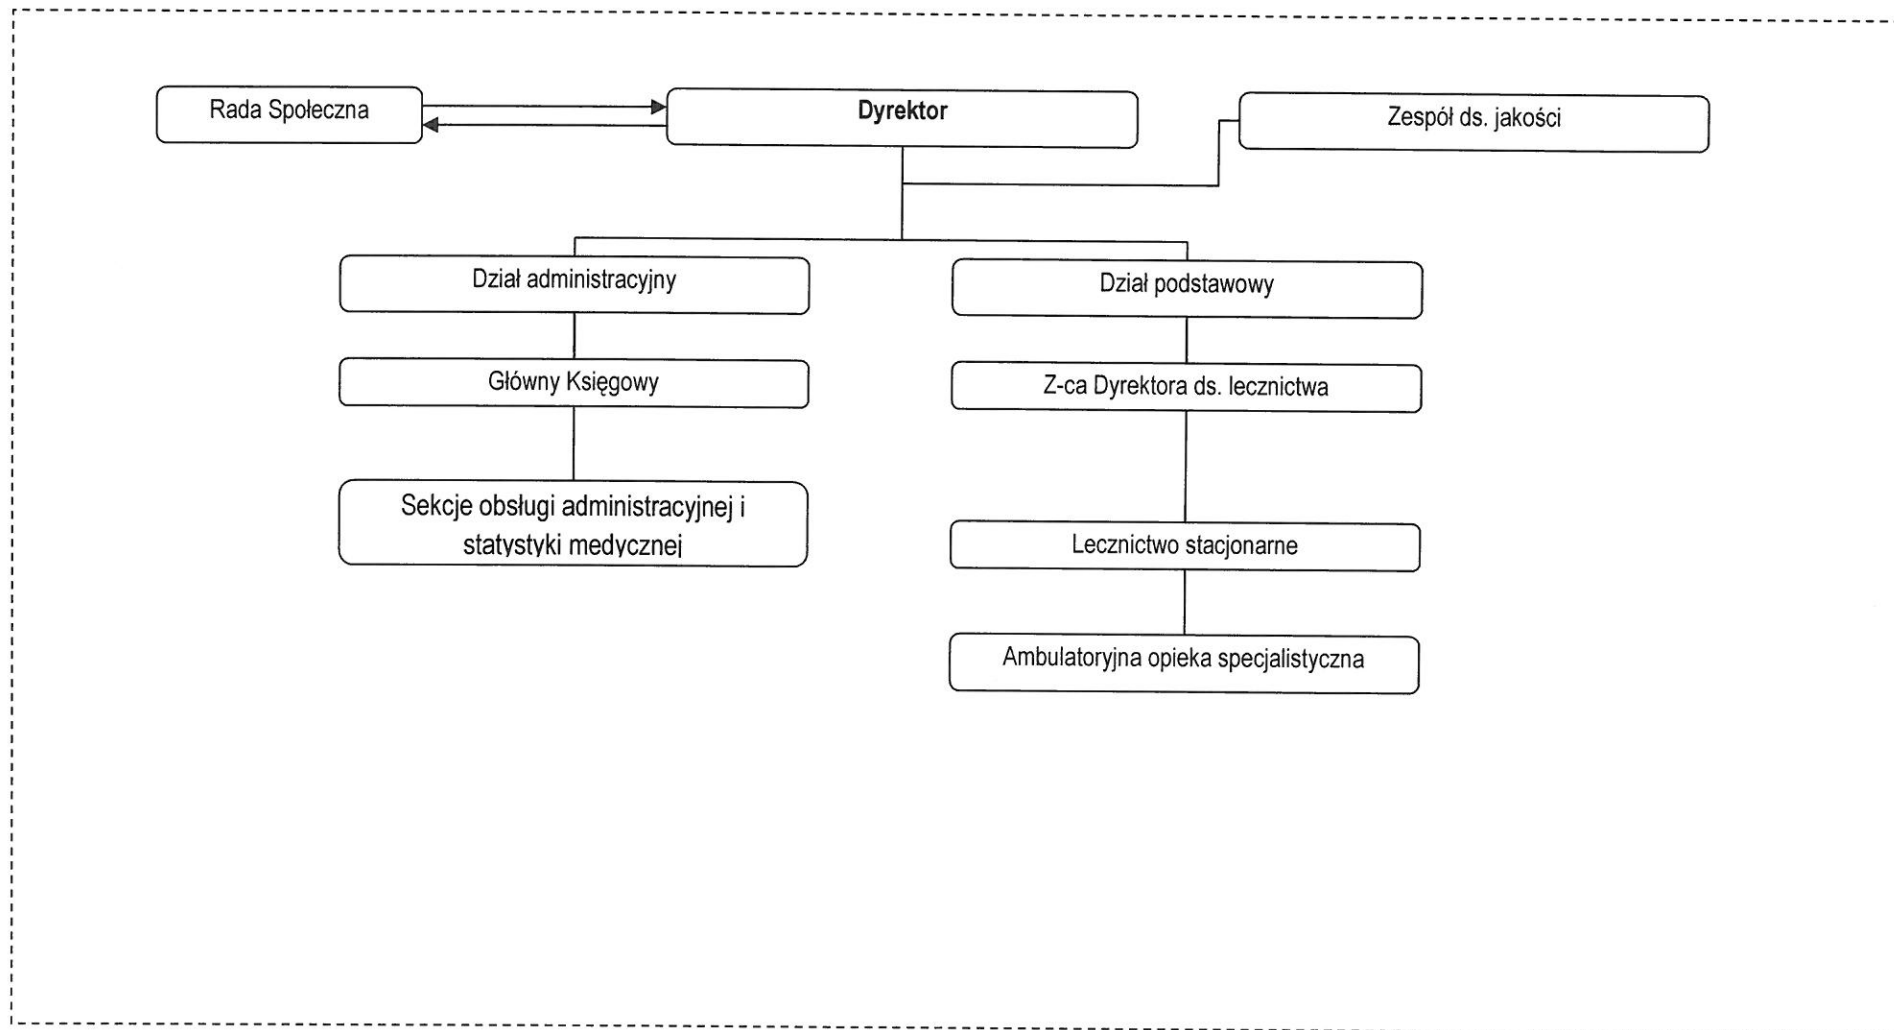 Rada Społeczna
Dyrektor
Zespół ds. jakości
Dział administracyjny
Dział podstawowy
Główny Księgowy
Z-ca Dyrektora ds. lecznictwa
Sekcje obsługi administracyjnej i
statystyki medycznej
Lecznictwo stacjonarne
Ambulatoryjna opieka specjalistyczna